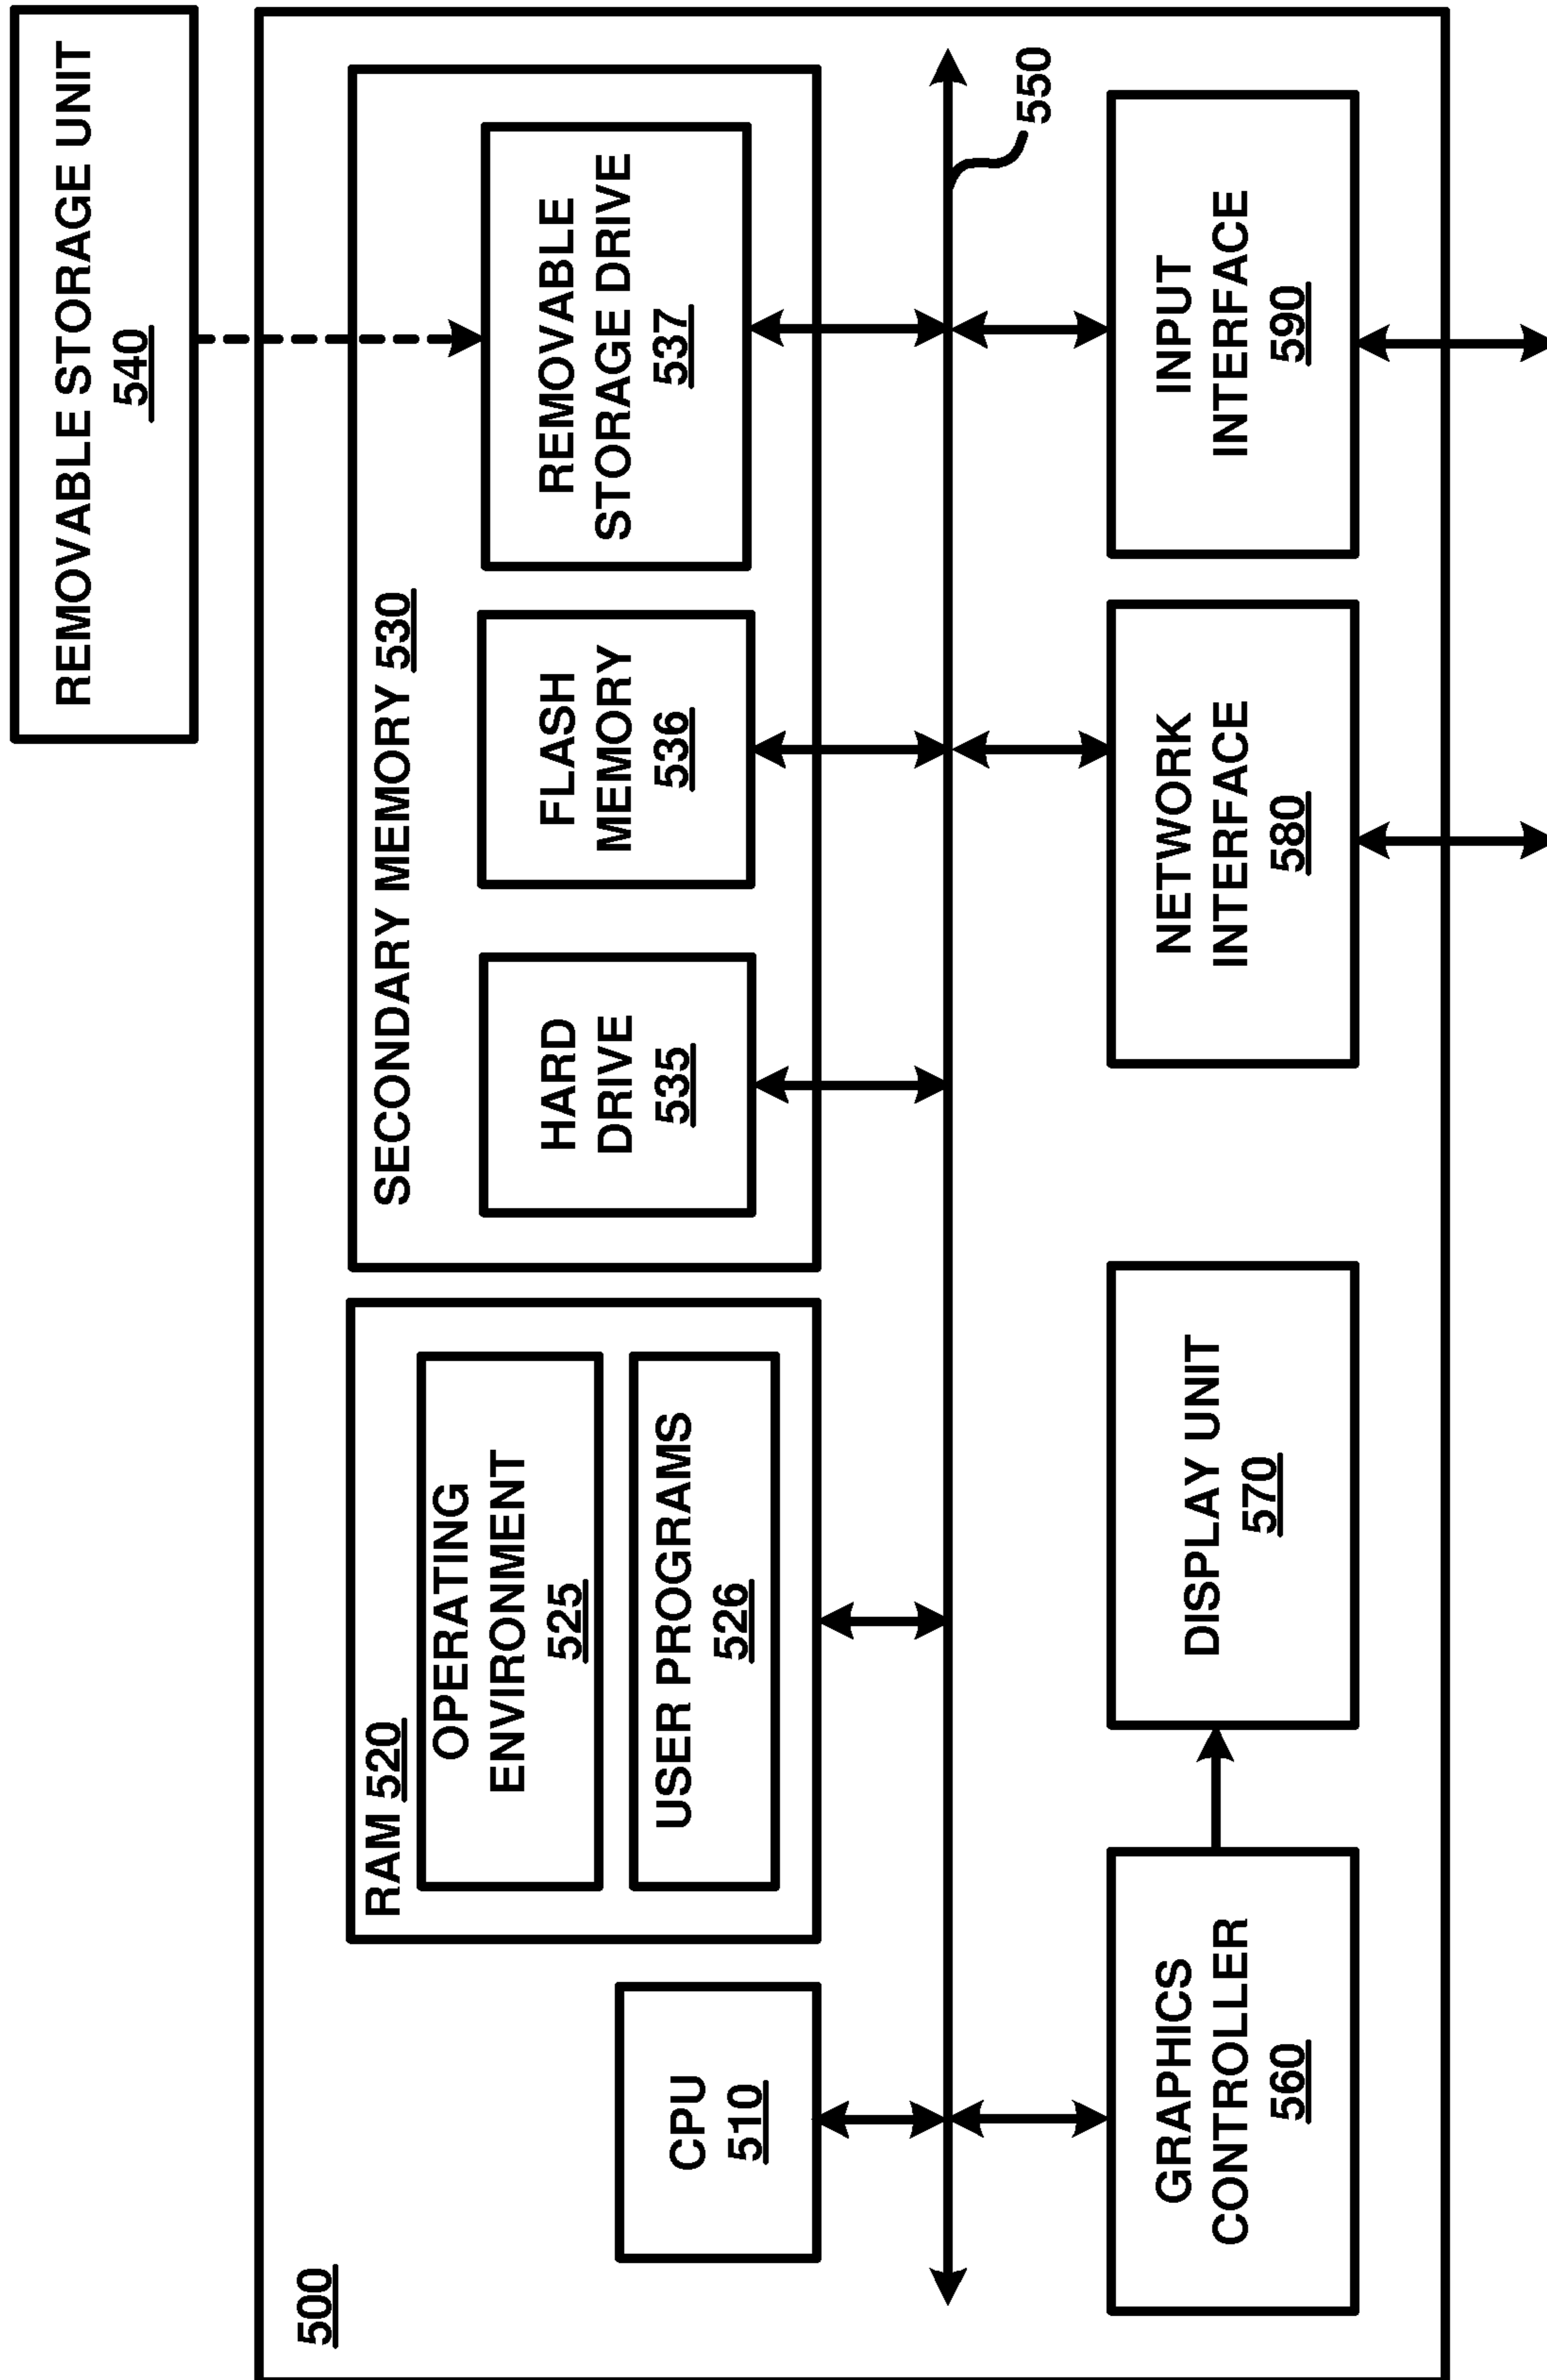 REMOVABLE STORAGE UNIT
540
500
CPU
510
RAM 520
OPERATING
ENVIRONMENT
525
USER PROGRAMS
526
SECONDARY MEMORY 530
HARD
DRIVE
535
FLASH
MEMORY
536
REMOVABLE
STORAGE DRIVE
537
550
GRAPHICS
CONTROLLER
560
DISPLAY UNIT
570
NETWORK
INTERFACE
580
INPUT
INTERFACE
590